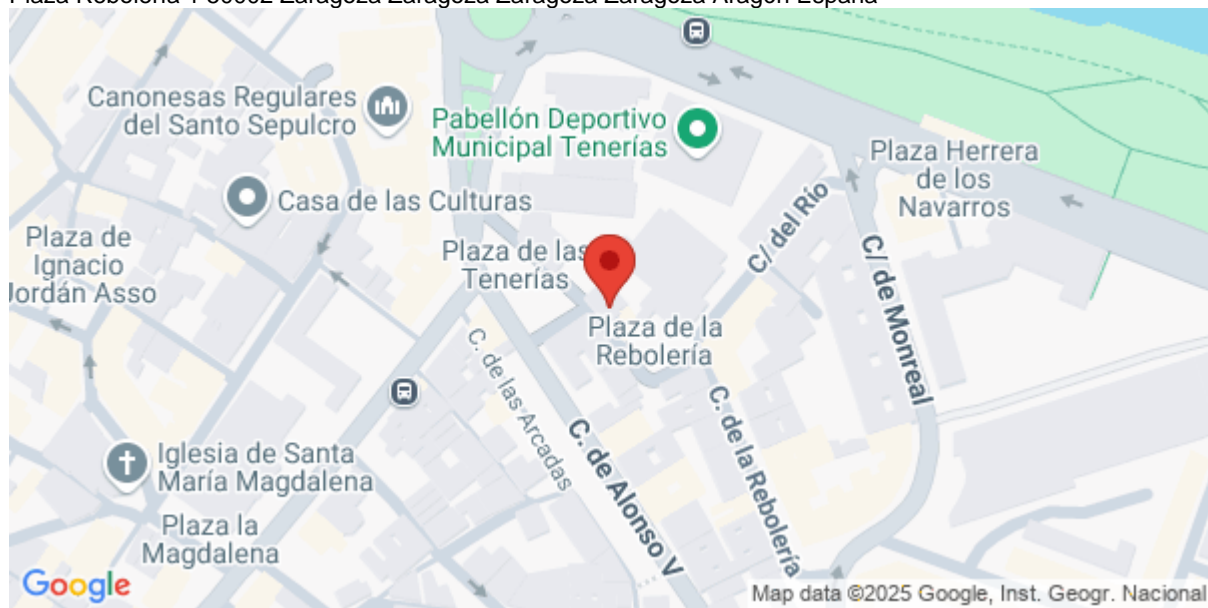 Plaza Rebolería 1 50002 Zaragoza Zaragoza Zaragoza Zaragoza Aragón España
Canonesas Regulares
del Santo Sepulcro
Pabellón Deportivo
Municipal Tenerías
Plaza Herrera
de los
Navarros
Casa de las Culturas
C/ del Rio
Plaza de
Ignacio
Jordán Asso
Plaza de las
Tenerías
C/ de Monreal
Plaza de la
Rebolería
C. de las Arcadas
C. de Alonso V
C. de la Rebolería
Iglesia de Santa
María Magdalena
Plaza la
Magdalena
Google
Map data ©2025 Google, Inst. Geogr. Nacional